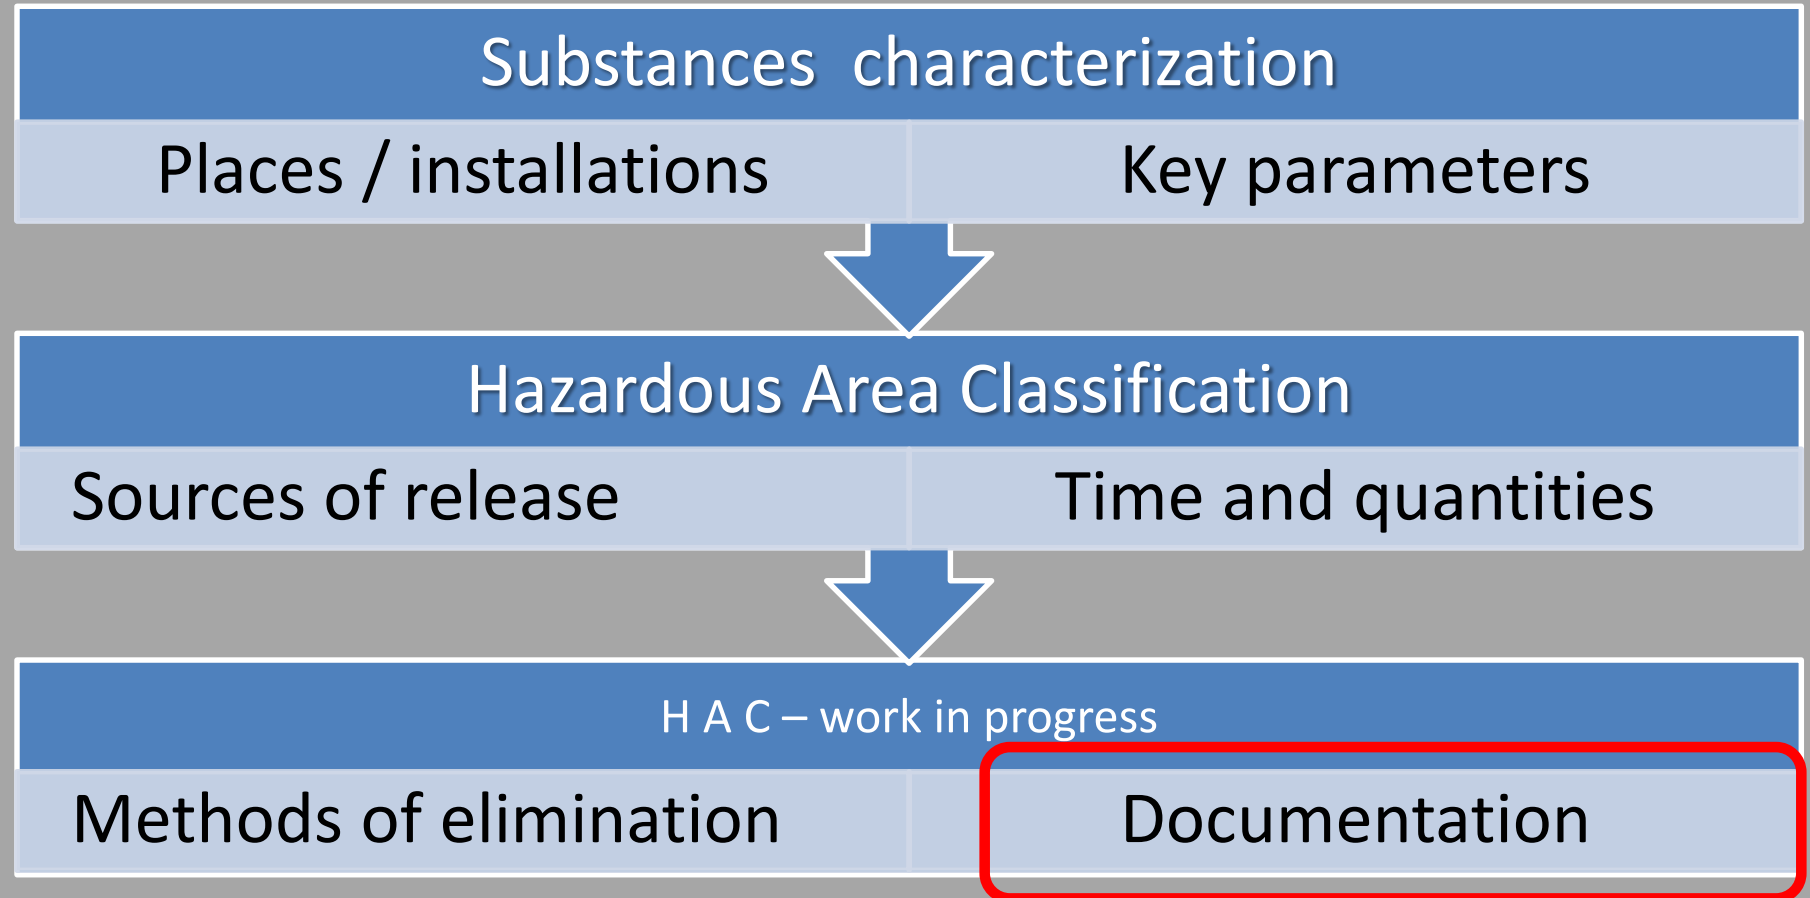 Substances  characterization
Places / installations
Key parameters
Hazardous Area Classification
Sources of release
Time and quantities
H A C – work in progress
Methods of elimination
Documentation